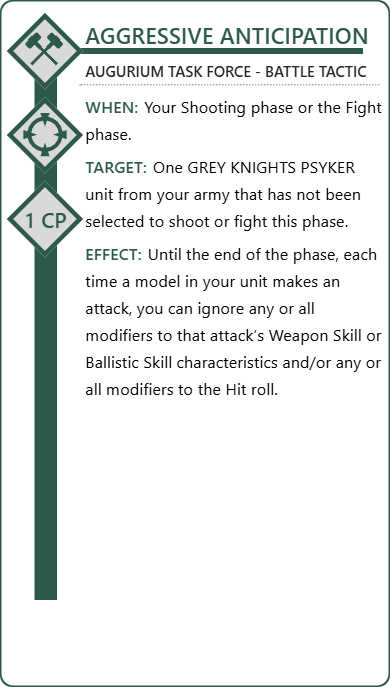 AGGRESSIVE ANTICIPATION
AUGURIUM TASK FORCE - BATTLE TACTIC
WHEN: Your Shooting phase or the Fight
phase.
TARGET: One GREY KNIGHTS PSYKER
unit from your army that has not been
selected to shoot or fight this phase.
1 CP
EFFECT: Until the end of the phase, each
time a model in your unit makes an
attack, you can ignore any or all
modifiers to that attack's Weapon Skill or
Ballistic Skill characteristics and/or any or
all modifiers to the Hit roll.